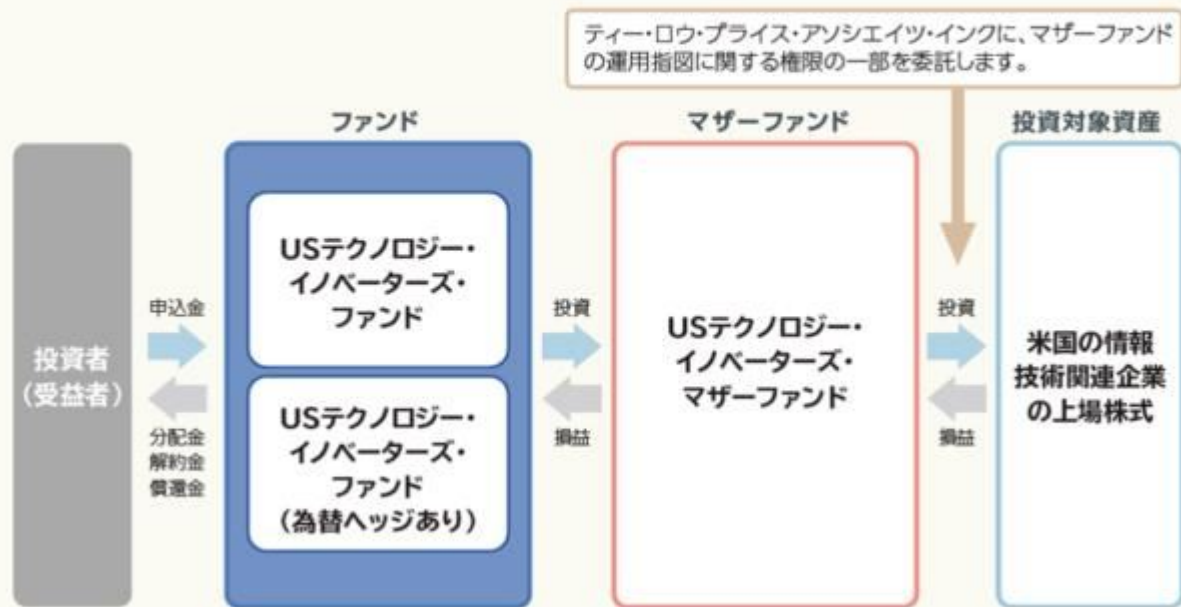 ティー・ロウ・プライス・アソシエイツ・インクに、マザーファンド
の運用指図に関する権限の一部を委託します。
ファンド
マザーファンド
投資対象資産
投資者
(受益者)
申込金
分配金
解約金
償還金
USテクノロジー・
イノベーターズ・
ファンド
USテクノロジー・
イノベーターズ・
ファンド
(為替ヘッジあり)
投資
損益
USテクノロジー・
イノベーターズ・
マザーファンド
投資
損益
米国の情報
技術関連企業
の上場株式